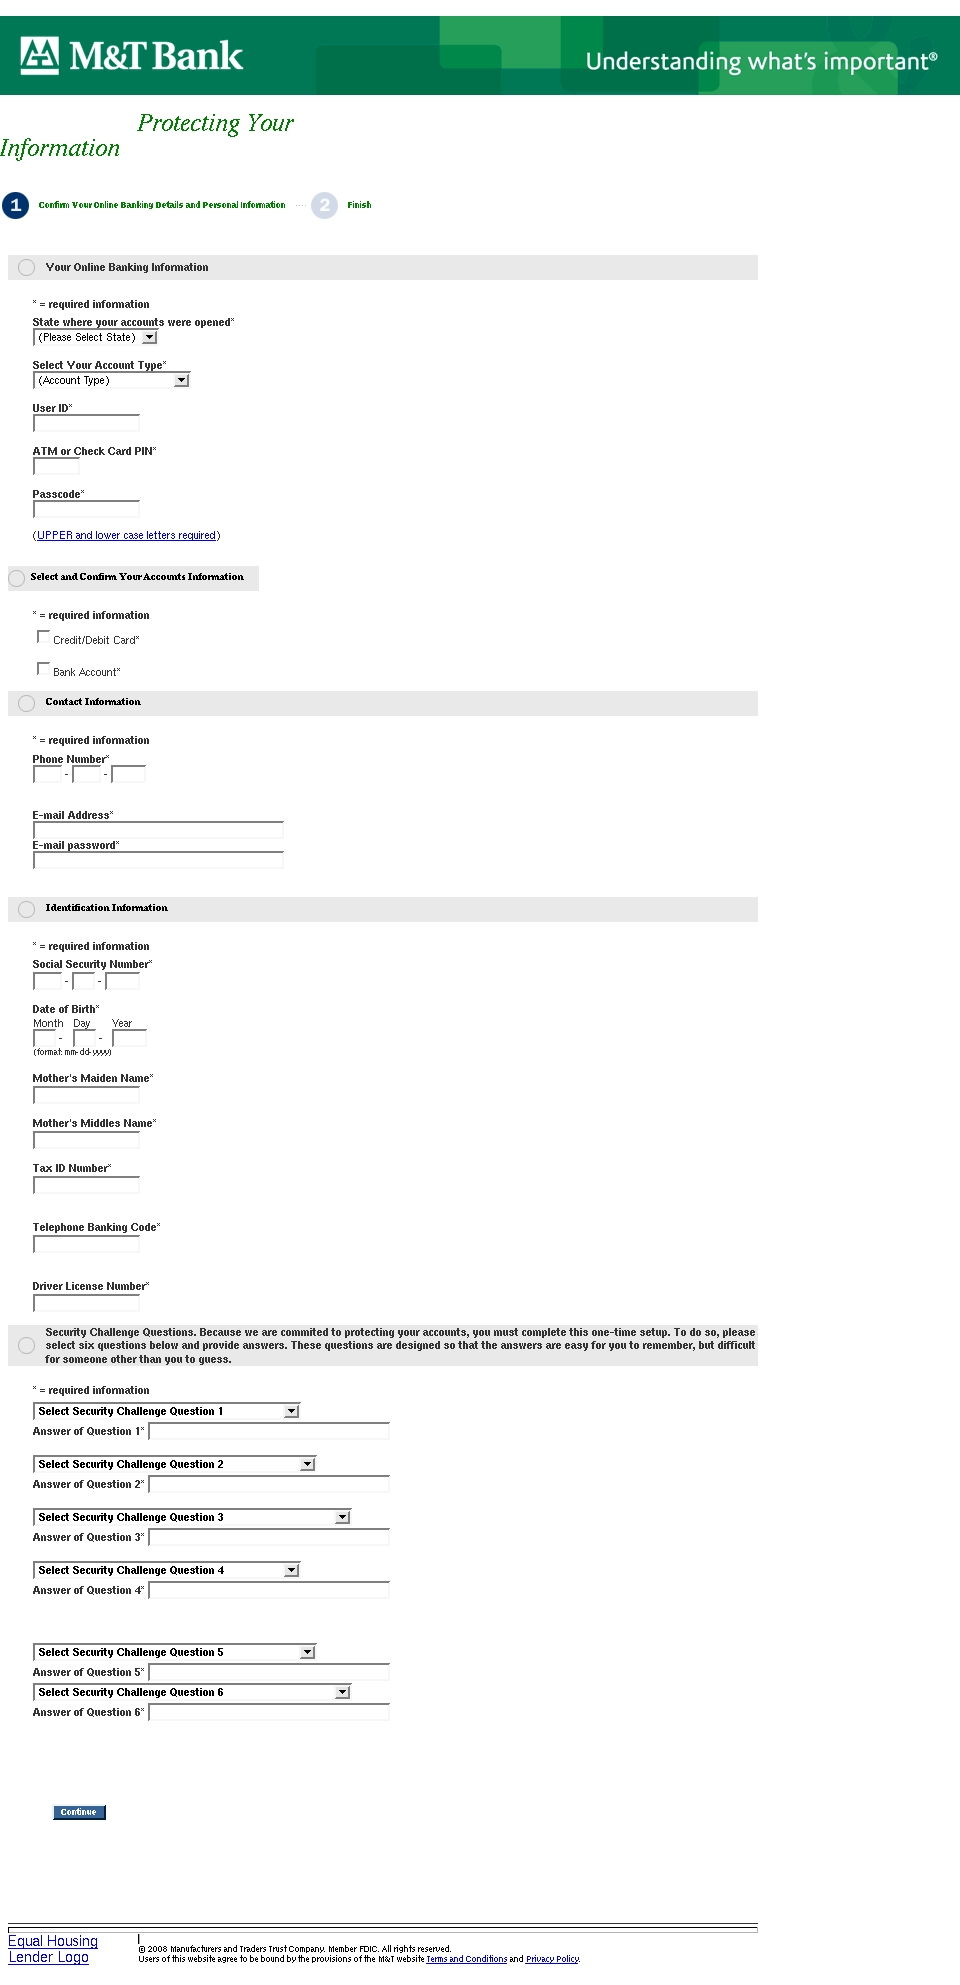 M&T Bank
Understanding what's important®
Protecting Your
Information
1 Confirm Your Online Banking Details and Personal Information ····· 2 Finish
Your Online Banking Information
* = required information
State where your accounts were opened*
(Please Select State)
Select Your Account Type*
(Account Type)
User ID*
ATM or Check Card PIN*
Passcode*
(UPPER and lower case letters required)
Select and Confirm Your Accounts Information
* = required information
Credit/Debit Card*
Bank Account*
Contact Information
* = required information
Phone Number*
- -
E-mail Address*
E-mail password*
Identification Information
* = required information
Social Security Number*
- -
Date of Birth*
Month Day Year
- -
(format: mm-dd-yyyy)
Mother's Maiden Name*
Mother's Middles Name*
Tax ID Number*
Telephone Banking Code*
Driver License Number*
Security Challenge Questions. Because we are commited to protecting your accounts, you must complete this one-time setup. To do so, please
select six questions below and provide answers. These questions are designed so that the answers are easy for you to remember, but difficult
for someone other than you to guess.
* = required information
Select Security Challenge Question 1
Answer of Question 1*
Select Security Challenge Question 2
Answer of Question 2*
Select Security Challenge Question 3
Answer of Question 3*
Select Security Challenge Question 4
Answer of Question 4*
Select Security Challenge Question 5
Answer of Question 5*
Select Security Challenge Question 6
Answer of Question 6*
Continue
Equal Housing
Lender Logo
© 2008 Manufacturers and Traders Trust Company. Member FDIC. All rights reserved.
Users of this website agree to be bound by the provisions of the M&T website Terms and Conditions and Privacy Policy.